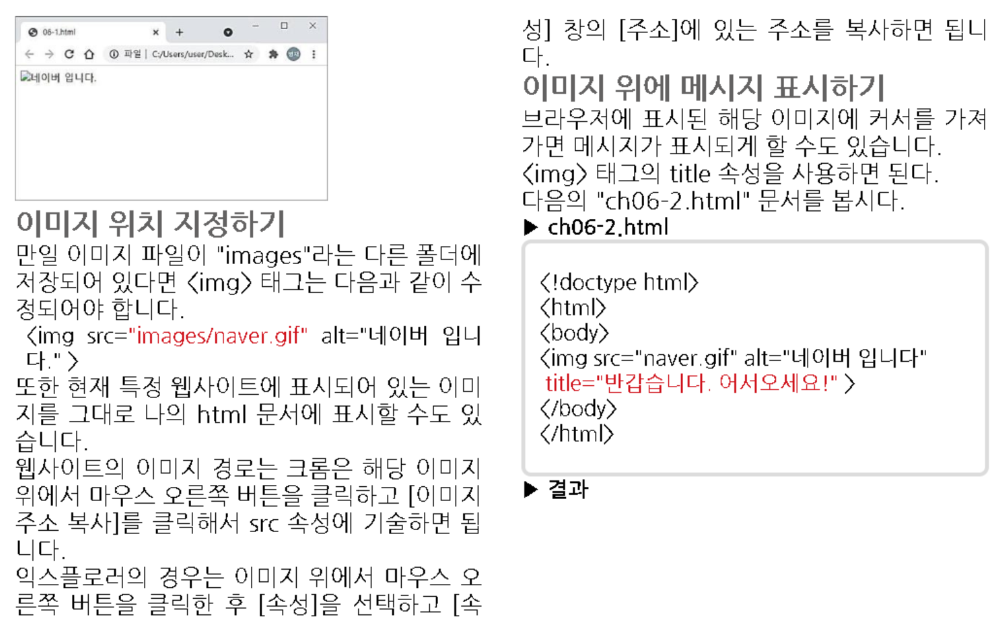 06-1.html
파일 | C:/Users/user/Desk...
네이버 입니다.
이미지 위치 지정하기
만일 이미지 파일이 "images"라는 다른 폴더에
저장되어 있다면 <img> 태그는 다음과 같이 수
정되어야 합니다.
<img src="images/naver.gif" alt="네이버 입니
다." >
또한 현재 특정 웹사이트에 표시되어 있는 이미
지를 그대로 나의 html 문서에 표시할 수도 있
습니다.
웹사이트의 이미지 경로는 크롬은 해당 이미지
위에서 마우스 오른쪽 버튼을 클릭하고 [이미지
주소 복사]를 클릭해서 src 속성에 기술하면 됩
니다.
익스플로러의 경우는 이미지 위에서 마우스 오
른쪽 버튼을 클릭한 후 [속성]을 선택하고 [속
성] 창의 [주소]에 있는 주소를 복사하면 됩니
다.
이미지 위에 메시지 표시하기
브라우저에 표시된 해당 이미지에 커서를 가져
가면 메시지가 표시되게 할 수도 있습니다.
<img> 태그의 title 속성을 사용하면 된다.
다음의 "ch06-2.html" 문서를 봅시다.
▶ ch06-2.html
<!doctype html>
<html>
<body>
<img src="naver.gif" alt="네이버 입니다"
title="반갑습니다. 어서오세요!" >
</body>
</html>
▶ 결과